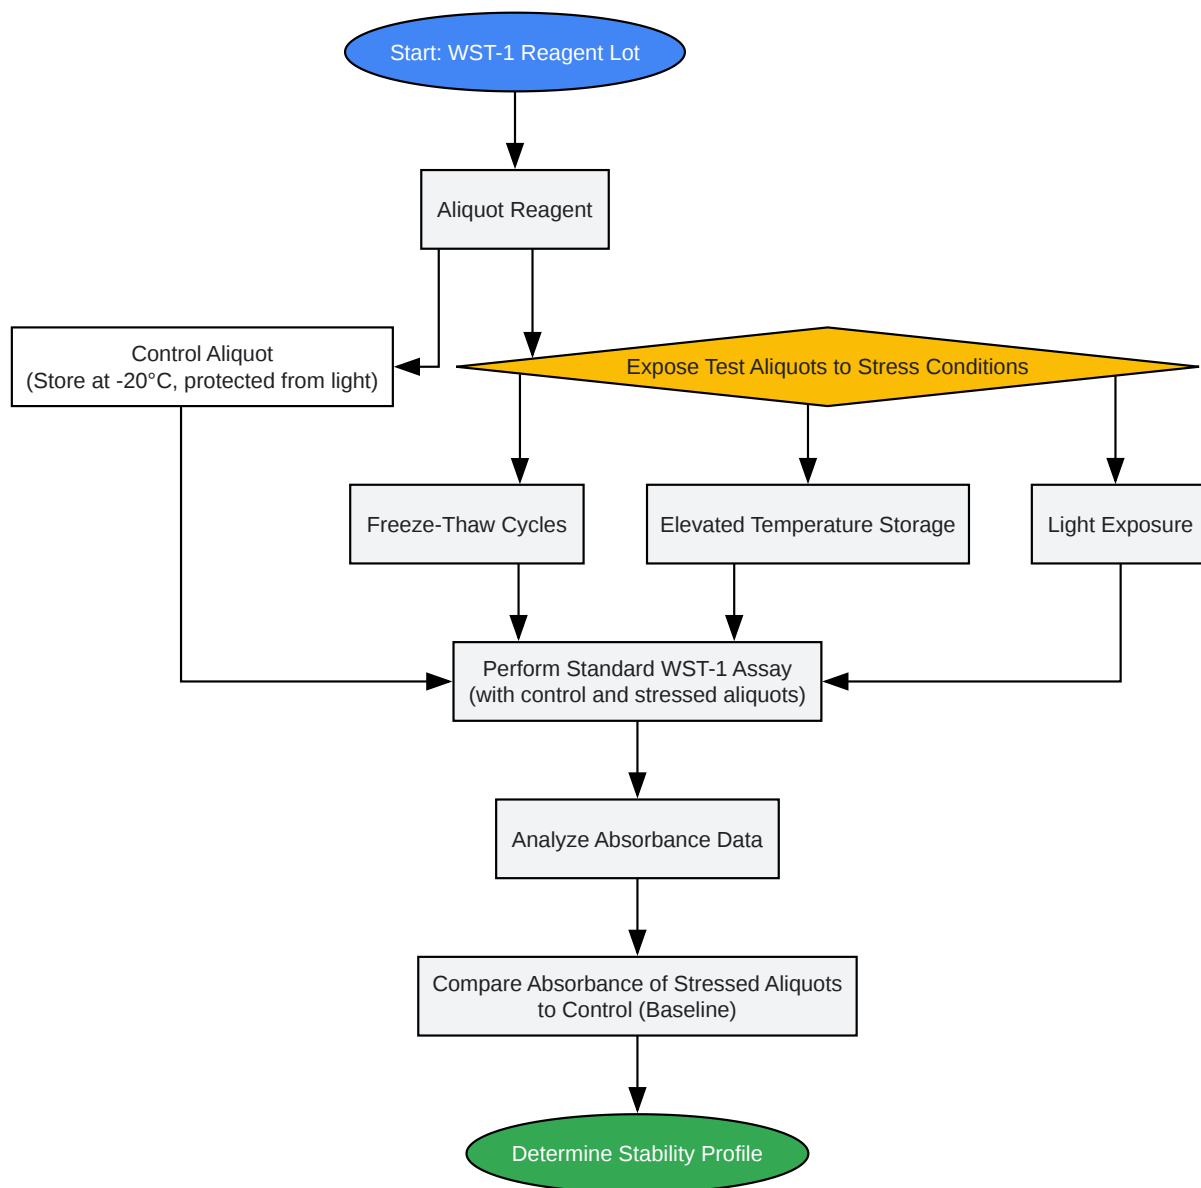 Start: WST-1 Reagent Lot
Aliquot Reagent
Control Aliquot
(Store at -20°C, protected from light)
Expose Test Aliquots to Stress Conditions
Freeze-Thaw Cycles
Elevated Temperature Storage
Light Exposure
Perform Standard WST-1 Assay
(with control and stressed aliquots)
Analyze Absorbance Data
Compare Absorbance of Stressed Aliquots
to Control (Baseline)
Determine Stability Profile